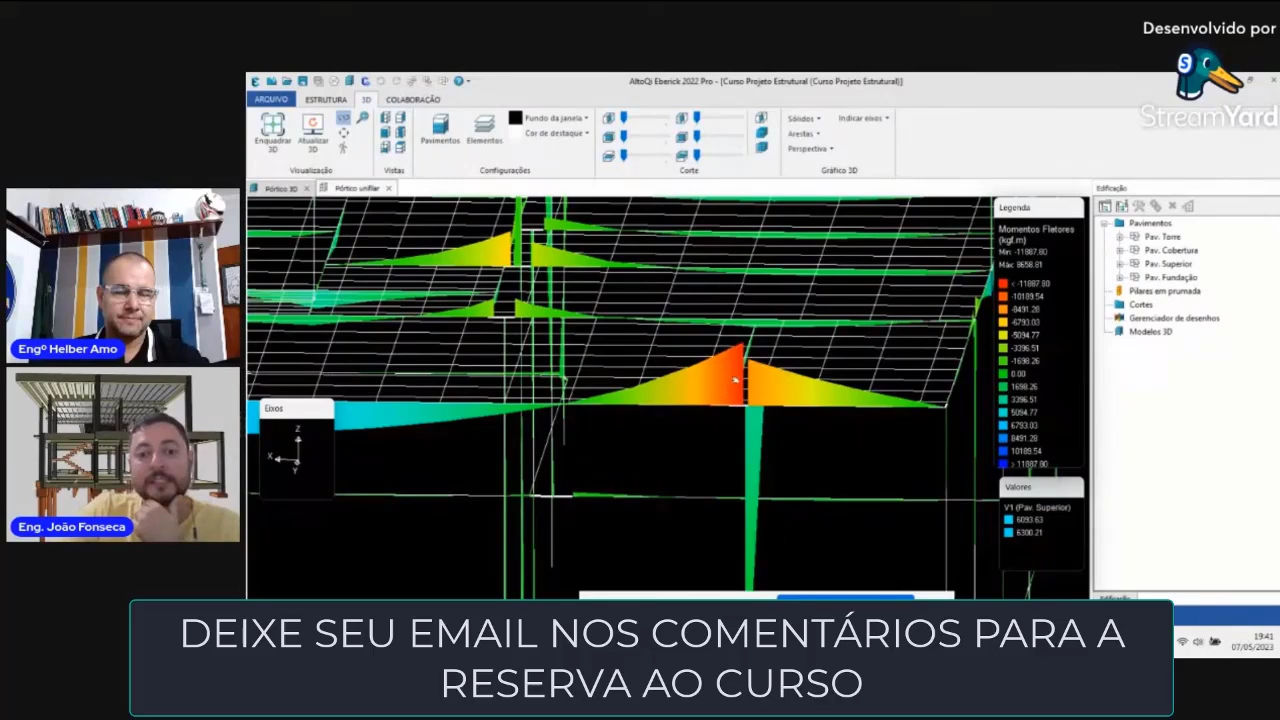 Desenvolvido por
StreamYard
AltoQi Eberick 2022 Pro - [Curso Projeto Estrutural (Curso Projeto Estrutural)]
ARQUIVO ESTRUTURA 3D COLABORAÇÃO
Enquadrar 3D
Atualizar 3D
Visualização
Vistas
Pavimentos
Elementos
Fundo da janela
Cor de destaque
Configurações
Corte
Sólidos
Arestas
Perspectiva
Indicar eixos
Gráfico 3D
Pórtico 3D
Pórtico unifilar
Legenda
Momentos Fletores
(kgf.m)
Min: -11887.80
Máx: 8658.81
< -11887.80
-10189.54
-8491.28
-6793.03
-5094.77
-3396.51
-1698.26
0.00
1698.26
3396.51
5094.77
6793.03
8491.28
10189.54
> 11887.80
Valores
V1 (Pav. Superior)
6093.63
6300.21
Eixos
Z
X
Y
Edificação
Pavimentos
Pav. Torre
Pav. Cobertura
Pav. Superior
Pav. Fundação
Pilares em prumada
Cortes
Gerenciador de desenhos
Modelos 3D
Engº Helber Amo
Eng. João Fonseca
19:41
07/05/2023
DEIXE SEU EMAIL NOS COMENTÁRIOS PARA A
RESERVA AO CURSO